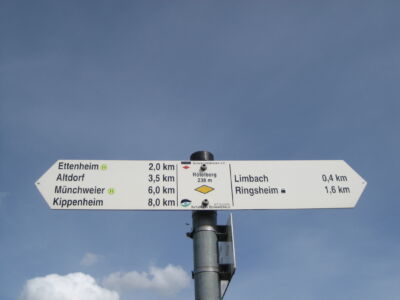 Ettenheim H 2,0 km
Altdorf 3,5 km
Münchweier H 6,0 km
Kippenheim 8,0 km
238 m
Limbach 0,4 km
Ringsheim 1,6 km